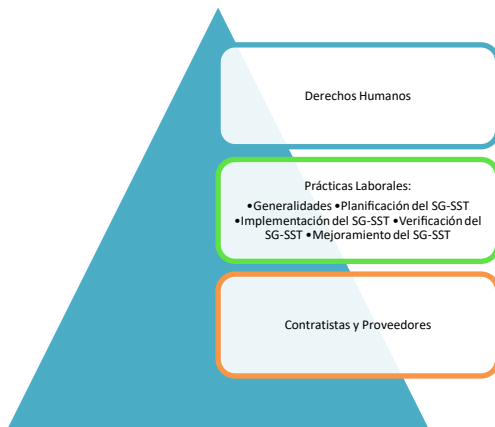 Derechos Humanos
Prácticas Laborales:
•Generalidades •Planificación del SG-SST
•Implementación del SG-SST •Verificación del
SG-SST •Mejoramiento del SG-SST
Contratistas y Proveedores